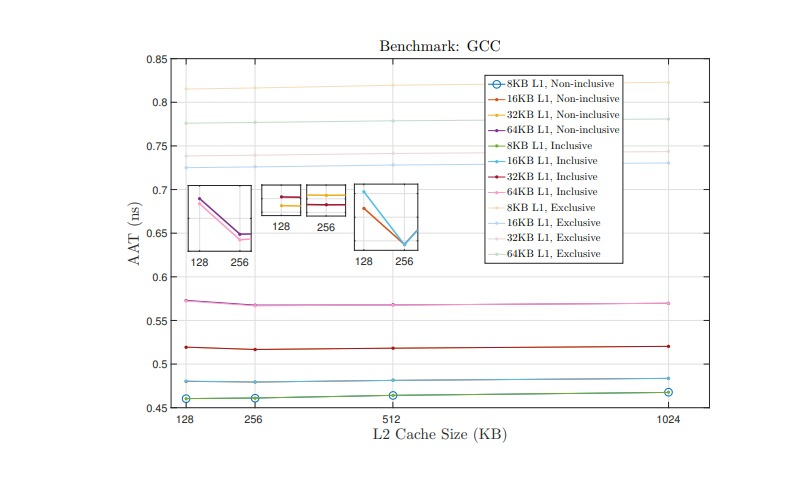 Benchmark: GCC
0.85
0.8
0.75
0.7
0.65
0.6
0.55
0.5
0.45
AAT (ns)
8KB L1, Non-inclusive
16KB L1, Non-inclusive
32KB L1, Non-inclusive
64KB L1, Non-inclusive
8KB L1, Inclusive
16KB L1, Inclusive
32KB L1, Inclusive
64KB L1, Inclusive
8KB L1, Exclusive
16KB L1, Exclusive
32KB L1, Exclusive
64KB L1, Exclusive
128 256
128
256
128 256
128 256 512 1024
L2 Cache Size (KB)